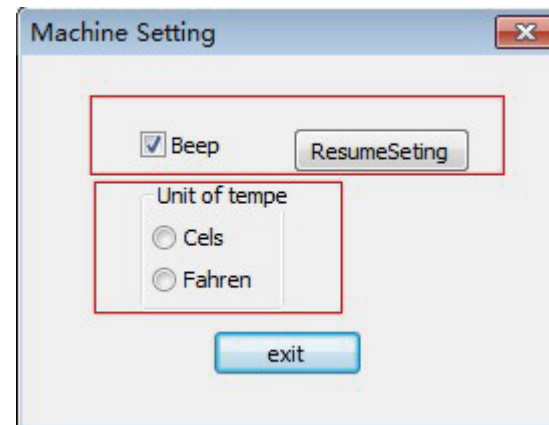 Machine Setting
Beep
ResumeSeting
Unit of tempe
Cels
Fahren
exit